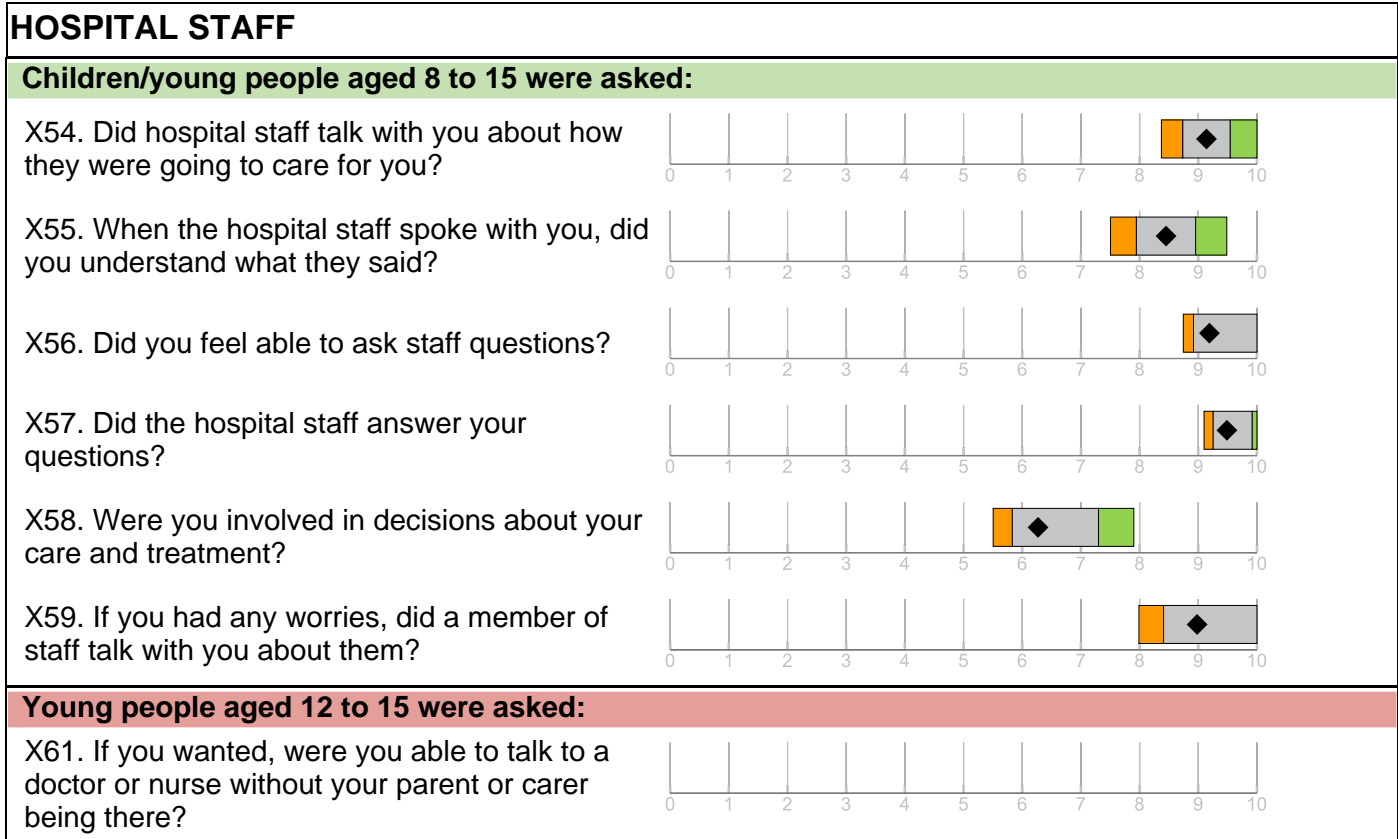 HOSPITAL STAFF
Children/young people aged 8 to 15 were asked:
X54. Did hospital staff talk with you about how
they were going to care for you?
0 1 2 3 4 5 6 7 8 9 10
X55. When the hospital staff spoke with you, did
you understand what they said?
0 1 2 3 4 5 6 7 8 9 10
X56. Did you feel able to ask staff questions?
0 1 2 3 4 5 6 7 8 9 10
X57. Did the hospital staff answer your
questions?
0 1 2 3 4 5 6 7 8 9 10
X58. Were you involved in decisions about your
care and treatment?
0 1 2 3 4 5 6 7 8 9 10
X59. If you had any worries, did a member of
staff talk with you about them?
0 1 2 3 4 5 6 7 8 9 10
Young people aged 12 to 15 were asked:
X61. If you wanted, were you able to talk to a
doctor or nurse without your parent or carer
being there?
0 1 2 3 4 5 6 7 8 9 10